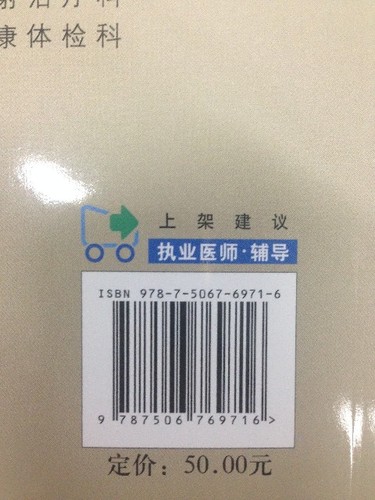 康体检科
上架建议
执业医师·辅导
ISBN 978-7-5067-6971-6
9 787506 769716 >
定价：50.00元